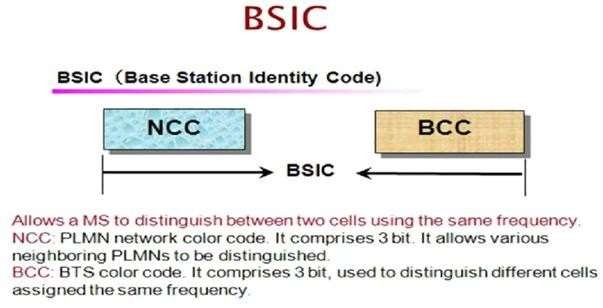 BSIC
BSIC（Base Station Identity Code)
NCC
BCC
BSIC
Allows a MS to distinguish between two cells using the same frequency.
NCC: PLMN network color code. It comprises 3 bit. It allows various
neighboring PLMNs to be distinguished.
BCC: BTS color code. It comprises 3 bit, used to distinguish different cells
assigned the same frequency.